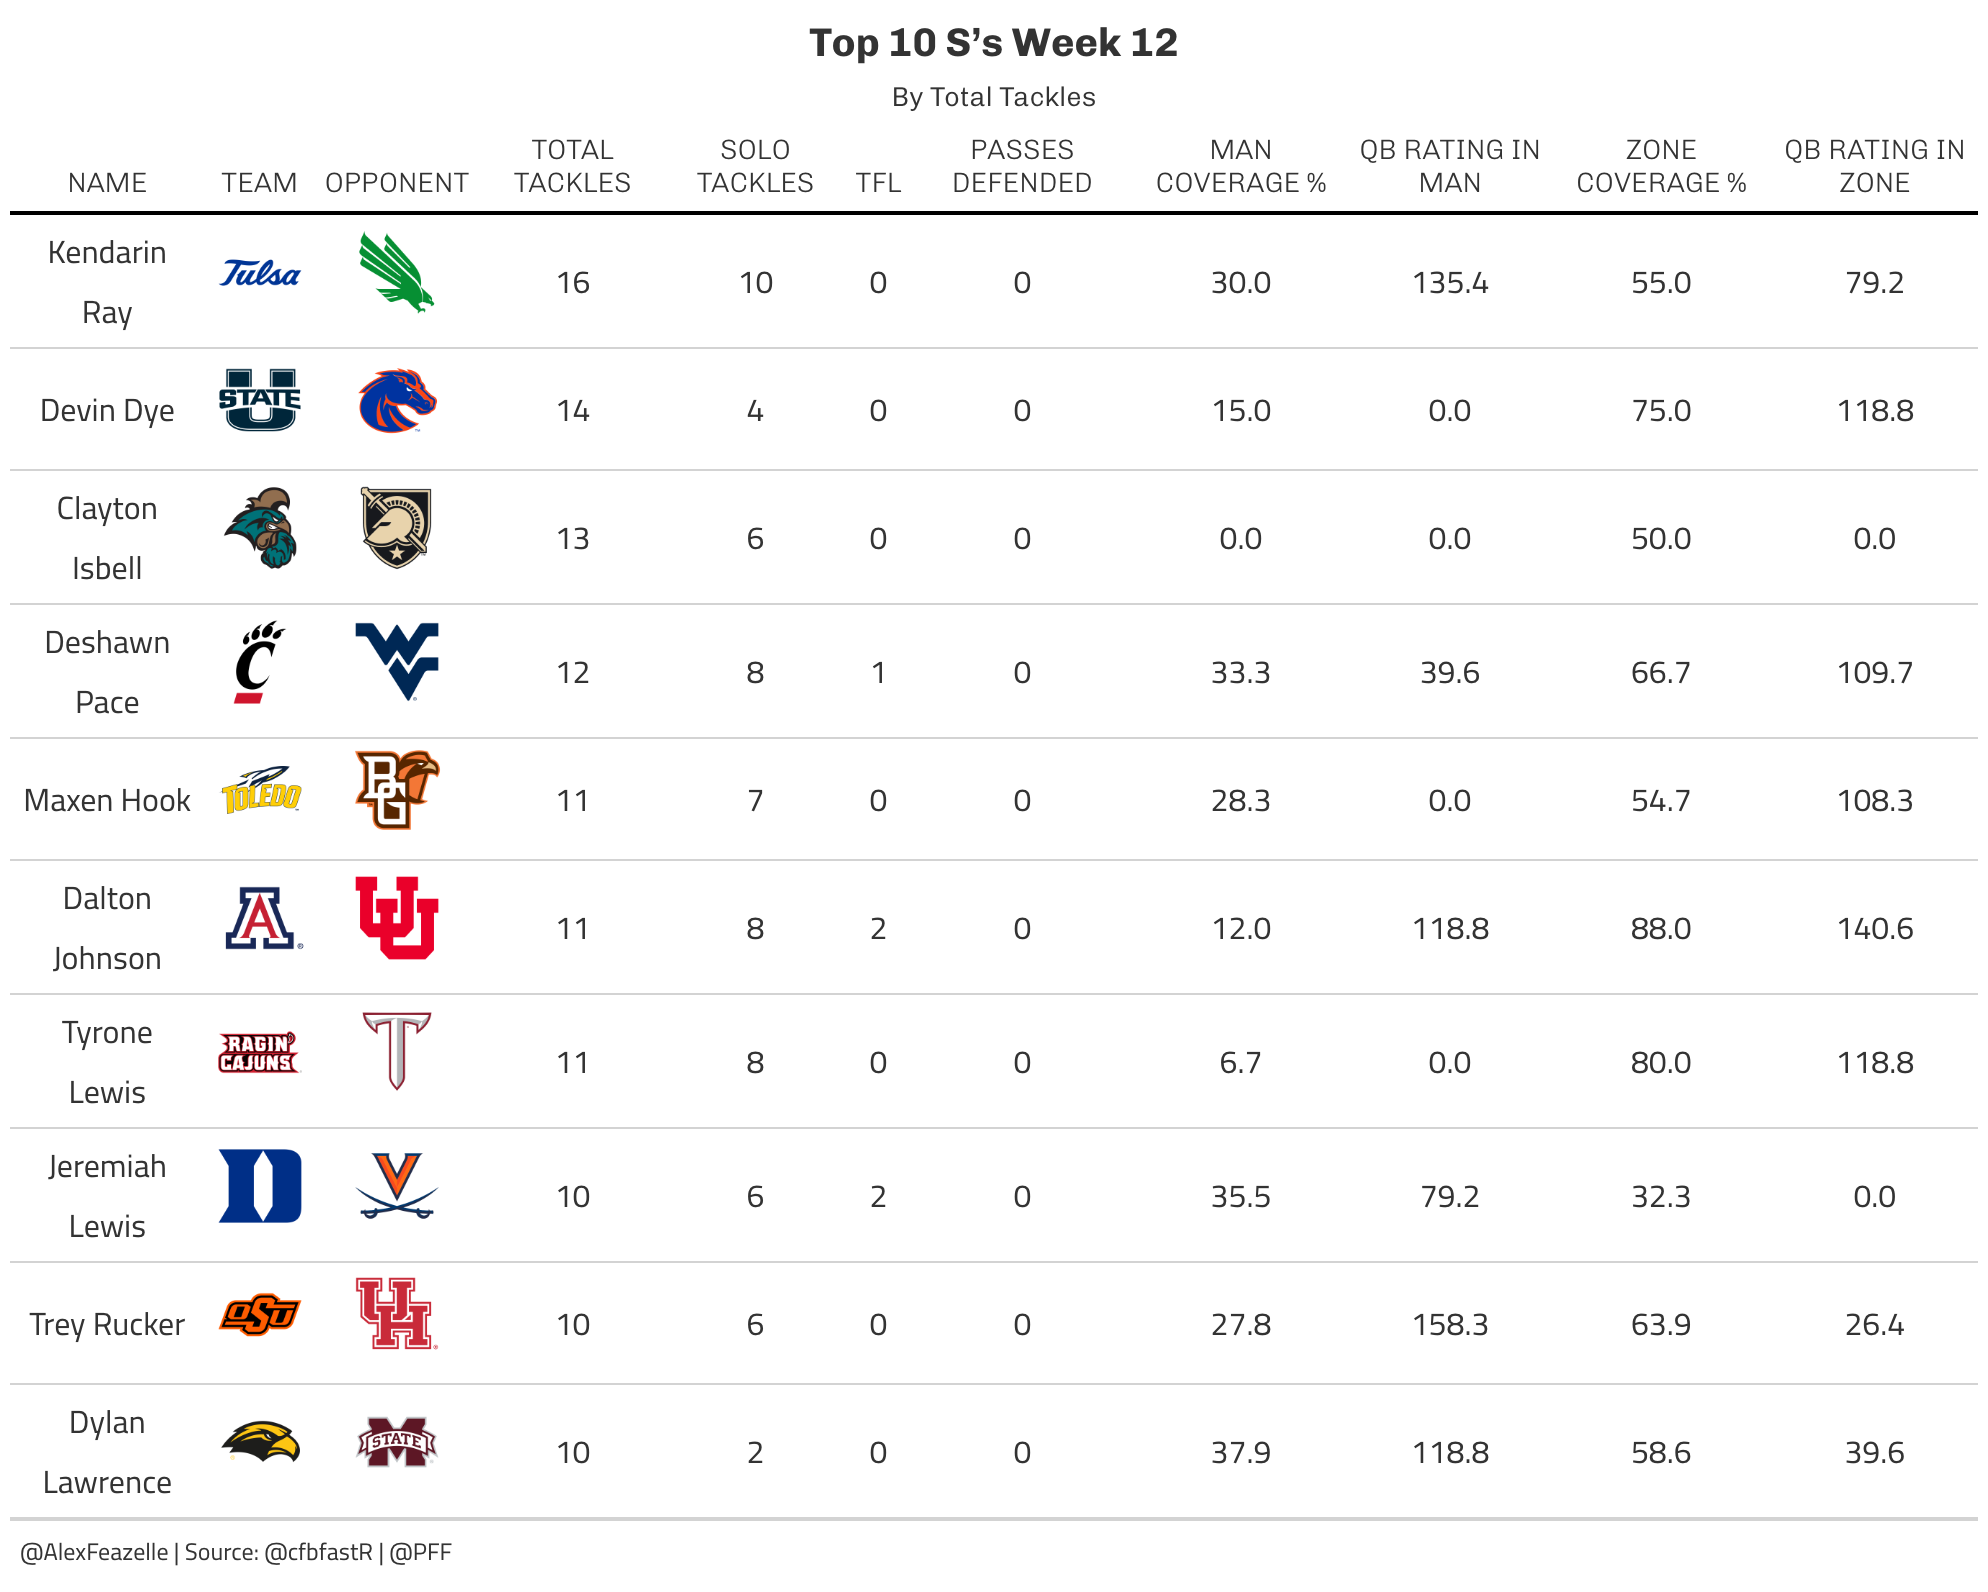 Top 10 S’s Week 12
By Total Tackles
NAME TEAM OPPONENT TOTAL TACKLES SOLO TACKLES TFL PASSES DEFENDED MAN COVERAGE % QB RATING IN MAN ZONE COVERAGE % QB RATING IN ZONE
Kendarin Ray Tulsa 16 10 0 0 30.0 135.4 55.0 79.2
Devin Dye U STATE 14 4 0 0 15.0 0.0 75.0 118.8
Clayton Isbell 13 6 0 0 0.0 0.0 50.0 0.0
Deshawn Pace C WV 12 8 1 0 33.3 39.6 66.7 109.7
Maxen Hook TOLEDO BG 11 7 0 0 28.3 0.0 54.7 108.3
Dalton Johnson A UU 11 8 2 0 12.0 118.8 88.0 140.6
Tyrone Lewis RAGIN' CAJUNS T 11 8 0 0 6.7 0.0 80.0 118.8
Jeremiah Lewis D V 10 6 2 0 35.5 79.2 32.3 0.0
Trey Rucker OSU UH 10 6 0 0 27.8 158.3 63.9 26.4
Dylan Lawrence M STATE 10 2 0 0 37.9 118.8 58.6 39.6
@AlexFeazelle | Source: @cfbfastR | @PFF